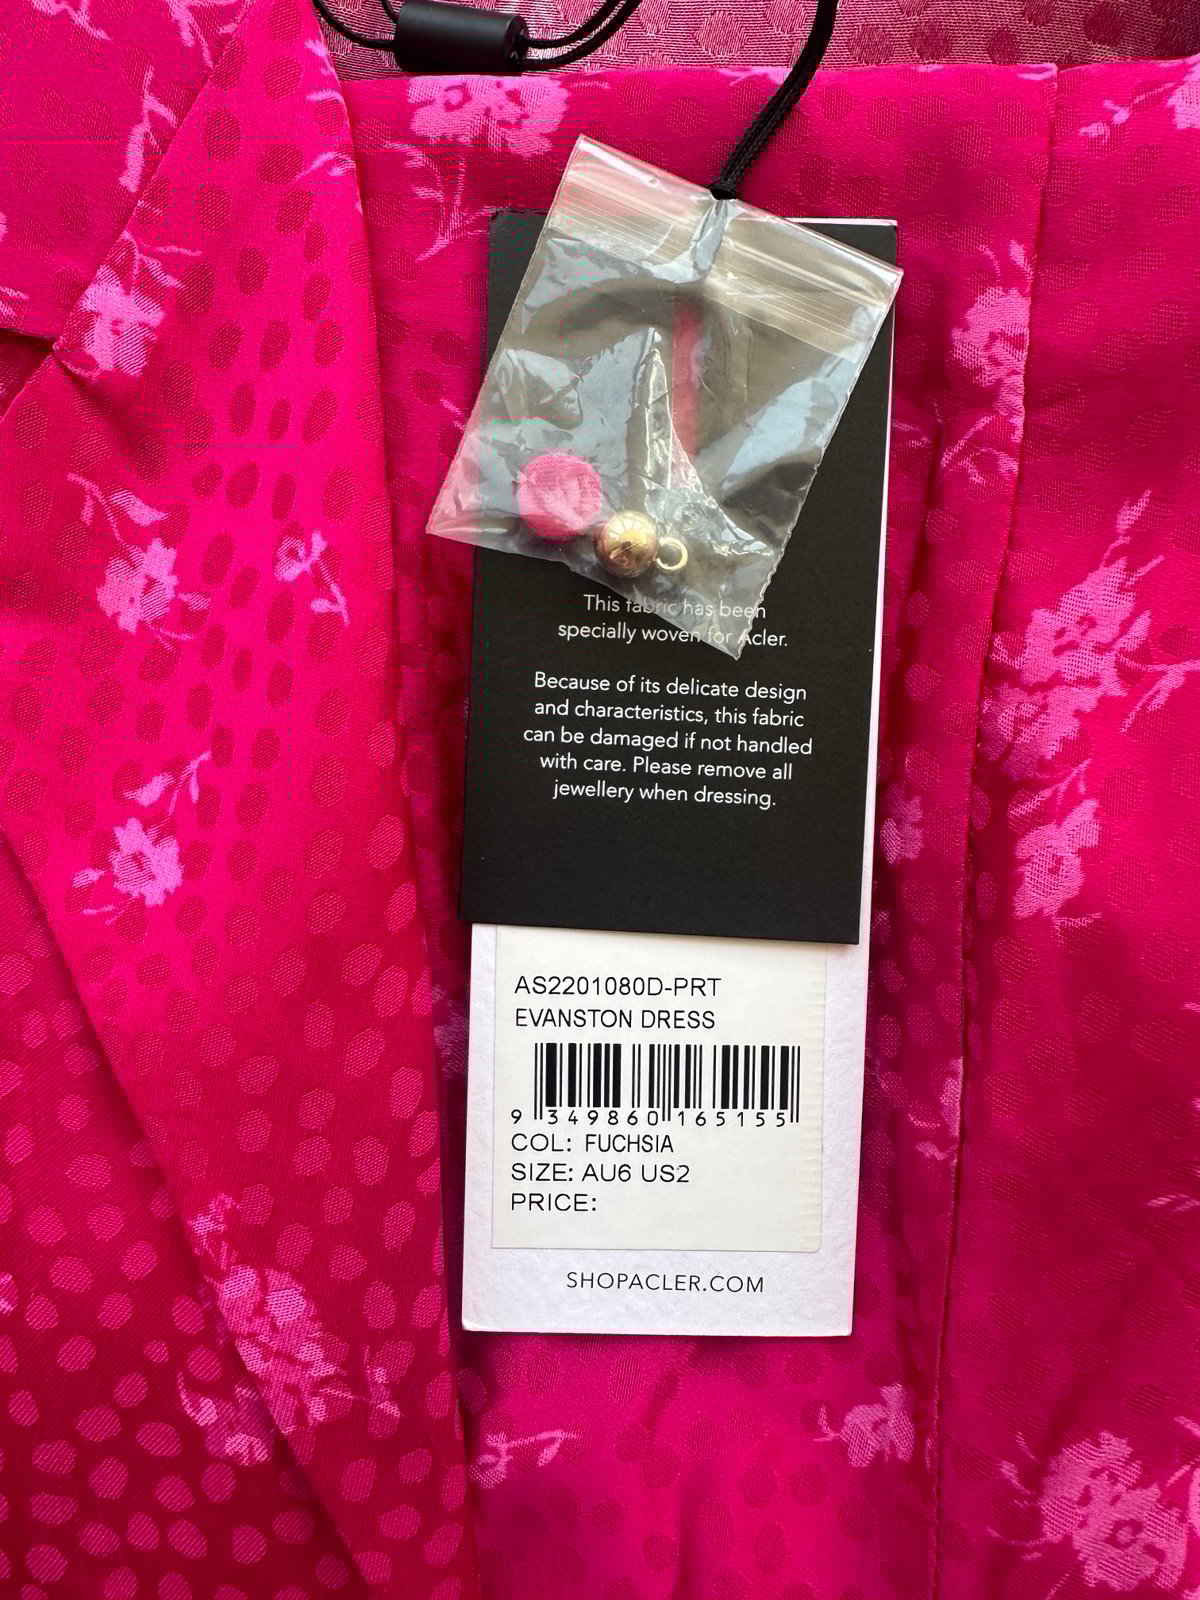 This fabric has been
specially woven for Acler.
Because of its delicate design
and characteristics, this fabric
can be damaged if not handled
with care. Please remove all
jewellery when dressing.
AS2201080D-PRT
EVANSTON DRESS
9 349860 165155
COL: FUCHSIA
SIZE: AU6 US2
PRICE:
SHOPACLER.COM